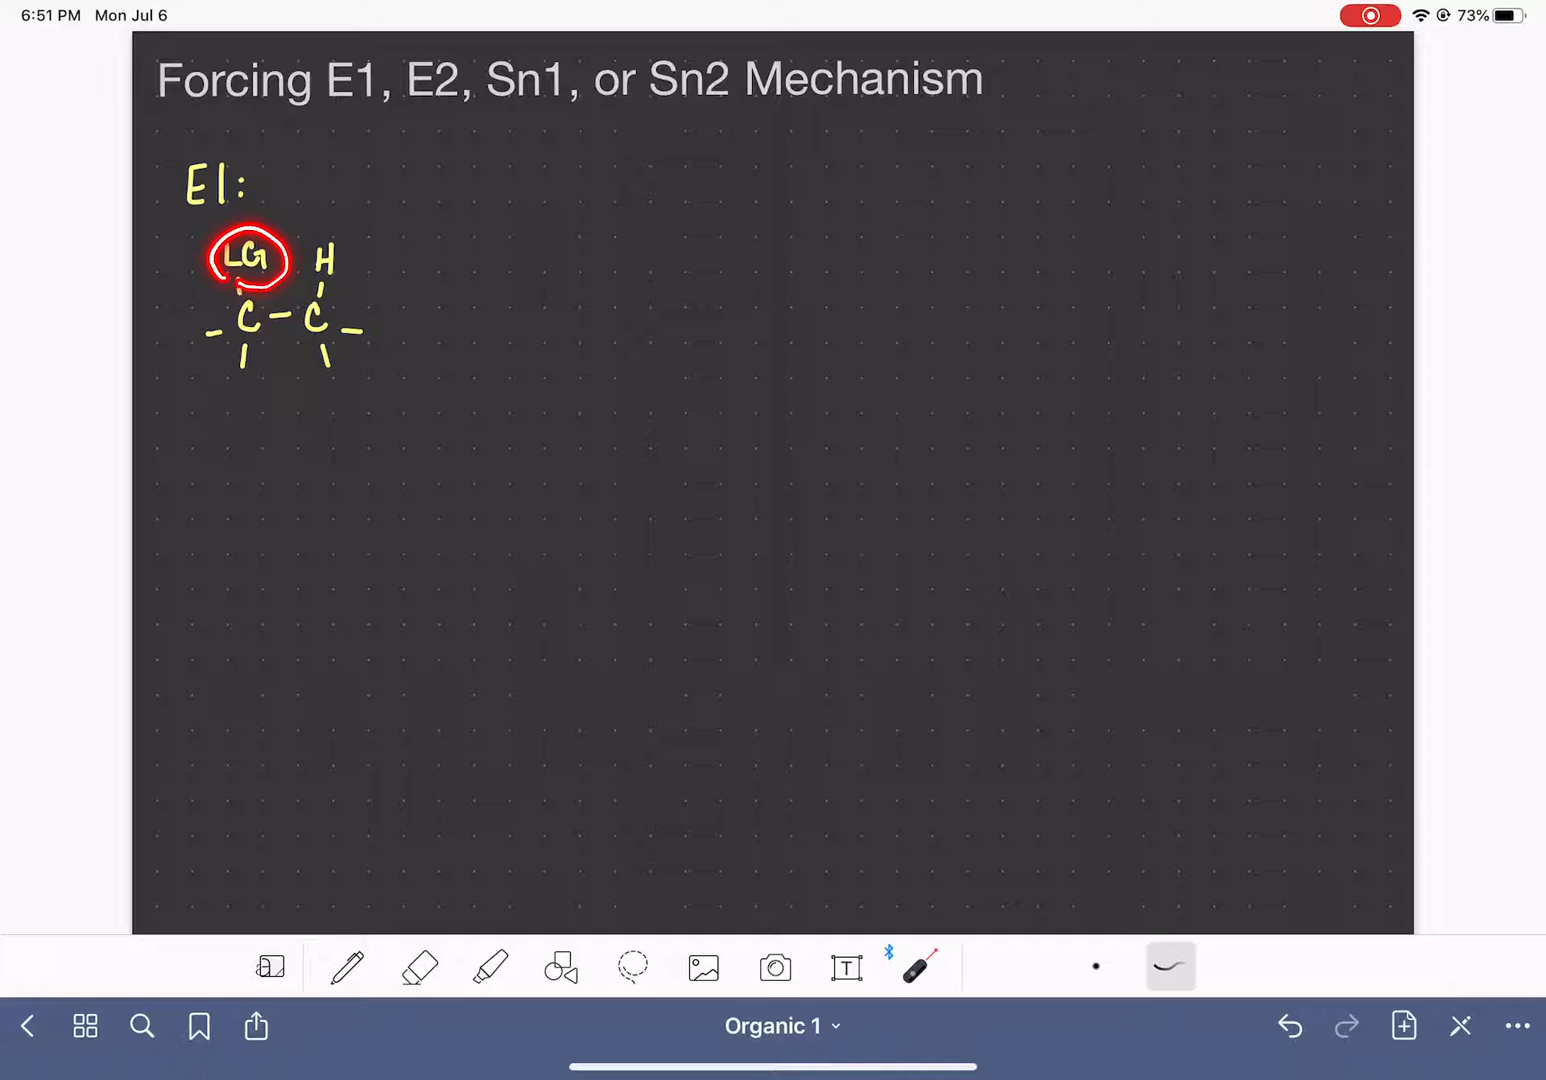 6:51 PM Mon Jul 6
73%
Forcing E1, E2, Sn1, or Sn2 Mechanism
E1:
LG H
- C - C -
T
Organic 1